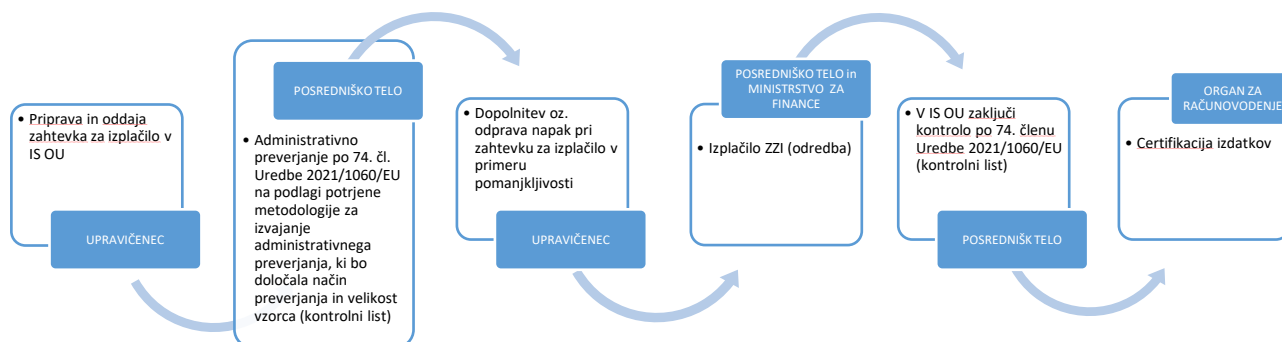 • Priprava in oddaja
zahtevka za izplačilo v
IS OU
UPRAVIČENEC
POSREDNIŠKO TELO
• Administrativno
preverjanje po 74. čl.
Uredbe 2021/1060/EU
na podlagi potrjene
metodologije za
izvajanje
administrativnega
preverjanja, ki bo
določala način
preverjanja in velikost
vzorca (kontrolni list)
• Dopolnitev oz.
odprava napak pri
zahtevku za izplačilo v
primeru
pomanjkljivosti
UPRAVIČENEC
POSREDNIŠKO TELO in
MINISTRSTVO ZA
FINANCE
• Izplačilo ZZI (odredba)
• V IS OU zaključi
kontrolo po 74. členu
Uredbe 2021/1060/EU
(kontrolni list)
POSREDNIŠK TELO
ORGAN ZA
RAČUNOVODENJE
• Certifikacija izdatkov